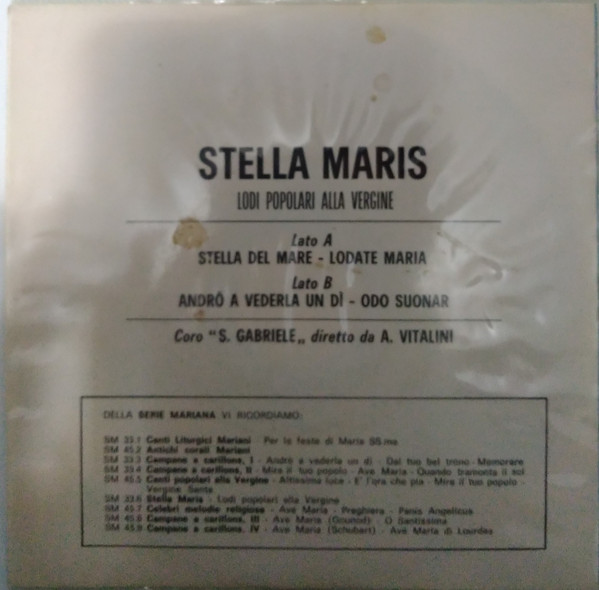 STELLA MARIS
LODI POPOLARI ALLA VERGINE
Lato A
STELLA DEL MARE - LODATE MARIA
Lato B
ANDRÒ A VEDERLA UN DÌ - ODO SUONAR
Coro "S. GABRIELE„ diretto da A. VITALINI
DELLA SERIE MARIANA VI RICORDIAMO:
SM 33.1 Canti Liturgici Mariani - Per le feste di Maria SS.ma
SM 45.2 Antichi corali Mariani
SM 33.3 Campane a carillons, I - Andrò a vederla un dì - Dal tuo bel trono - Memorare
SM 33.4 Campane a carillons, II - Mira il tuo popolo - Ave Maria - Quando tramonta il sol
SM 45.5 Canti popolari alla Vergine - Altissima luce - E' l'ora che pia - Mira il tuo popolo -
Vergine Santa
SM 33.6 Stella Maris - Lodi popolari alla Vergine
SM 45.7 Celebri melodie religiose - Ave Maria - Preghiera - Panis Angelicus
SM 45.8 Campane a carillons, III - Ave Maria (Gounod) - O Santissima
SM 45.9 Campane a carillons, IV - Ave Maria (Schubert) - Ave Maria di Lourdes